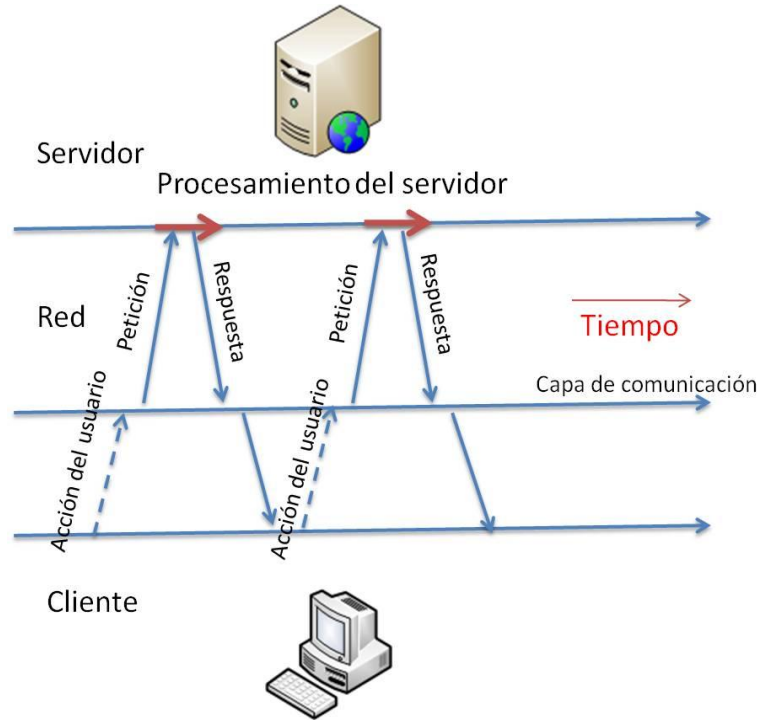 Servidor
Procesamiento del servidor
Petición
Respuesta
Petición
Respuesta
Red
Tiempo
Capa de comunicación
Acción del usuario
Acción del usuario
Cliente